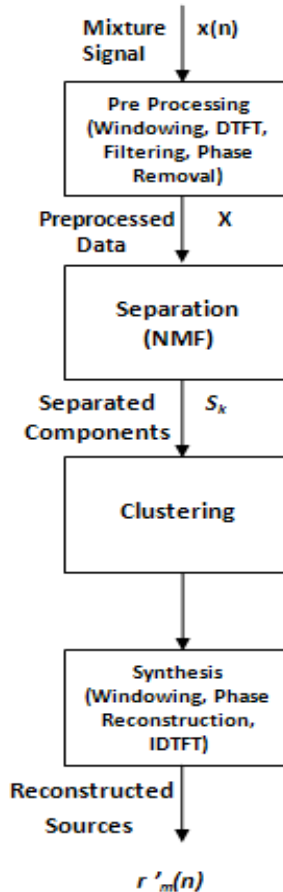 Mixture x(n)
Signal
Pre Processing
(Windowing, DTFT,
Filtering, Phase
Removal)
Preprocessed X
Data
Separation
(NMF)
Separated Sₖ
Components
Clustering
Synthesis
(Windowing, Phase
Reconstruction,
IDTFT)
Reconstructed
Sources
r ’ₘ(n)